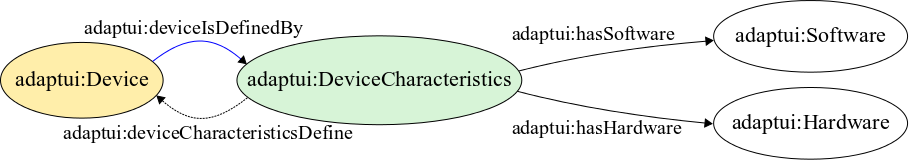 adaptui:deviceIsDefinedBy
adaptui:hasSoftware
adaptui:Software
adaptui:Device
adaptui:DeviceCharacteristics
adaptui:deviceCharacteristicsDefine
adaptui:hasHardware
adaptui:Hardware